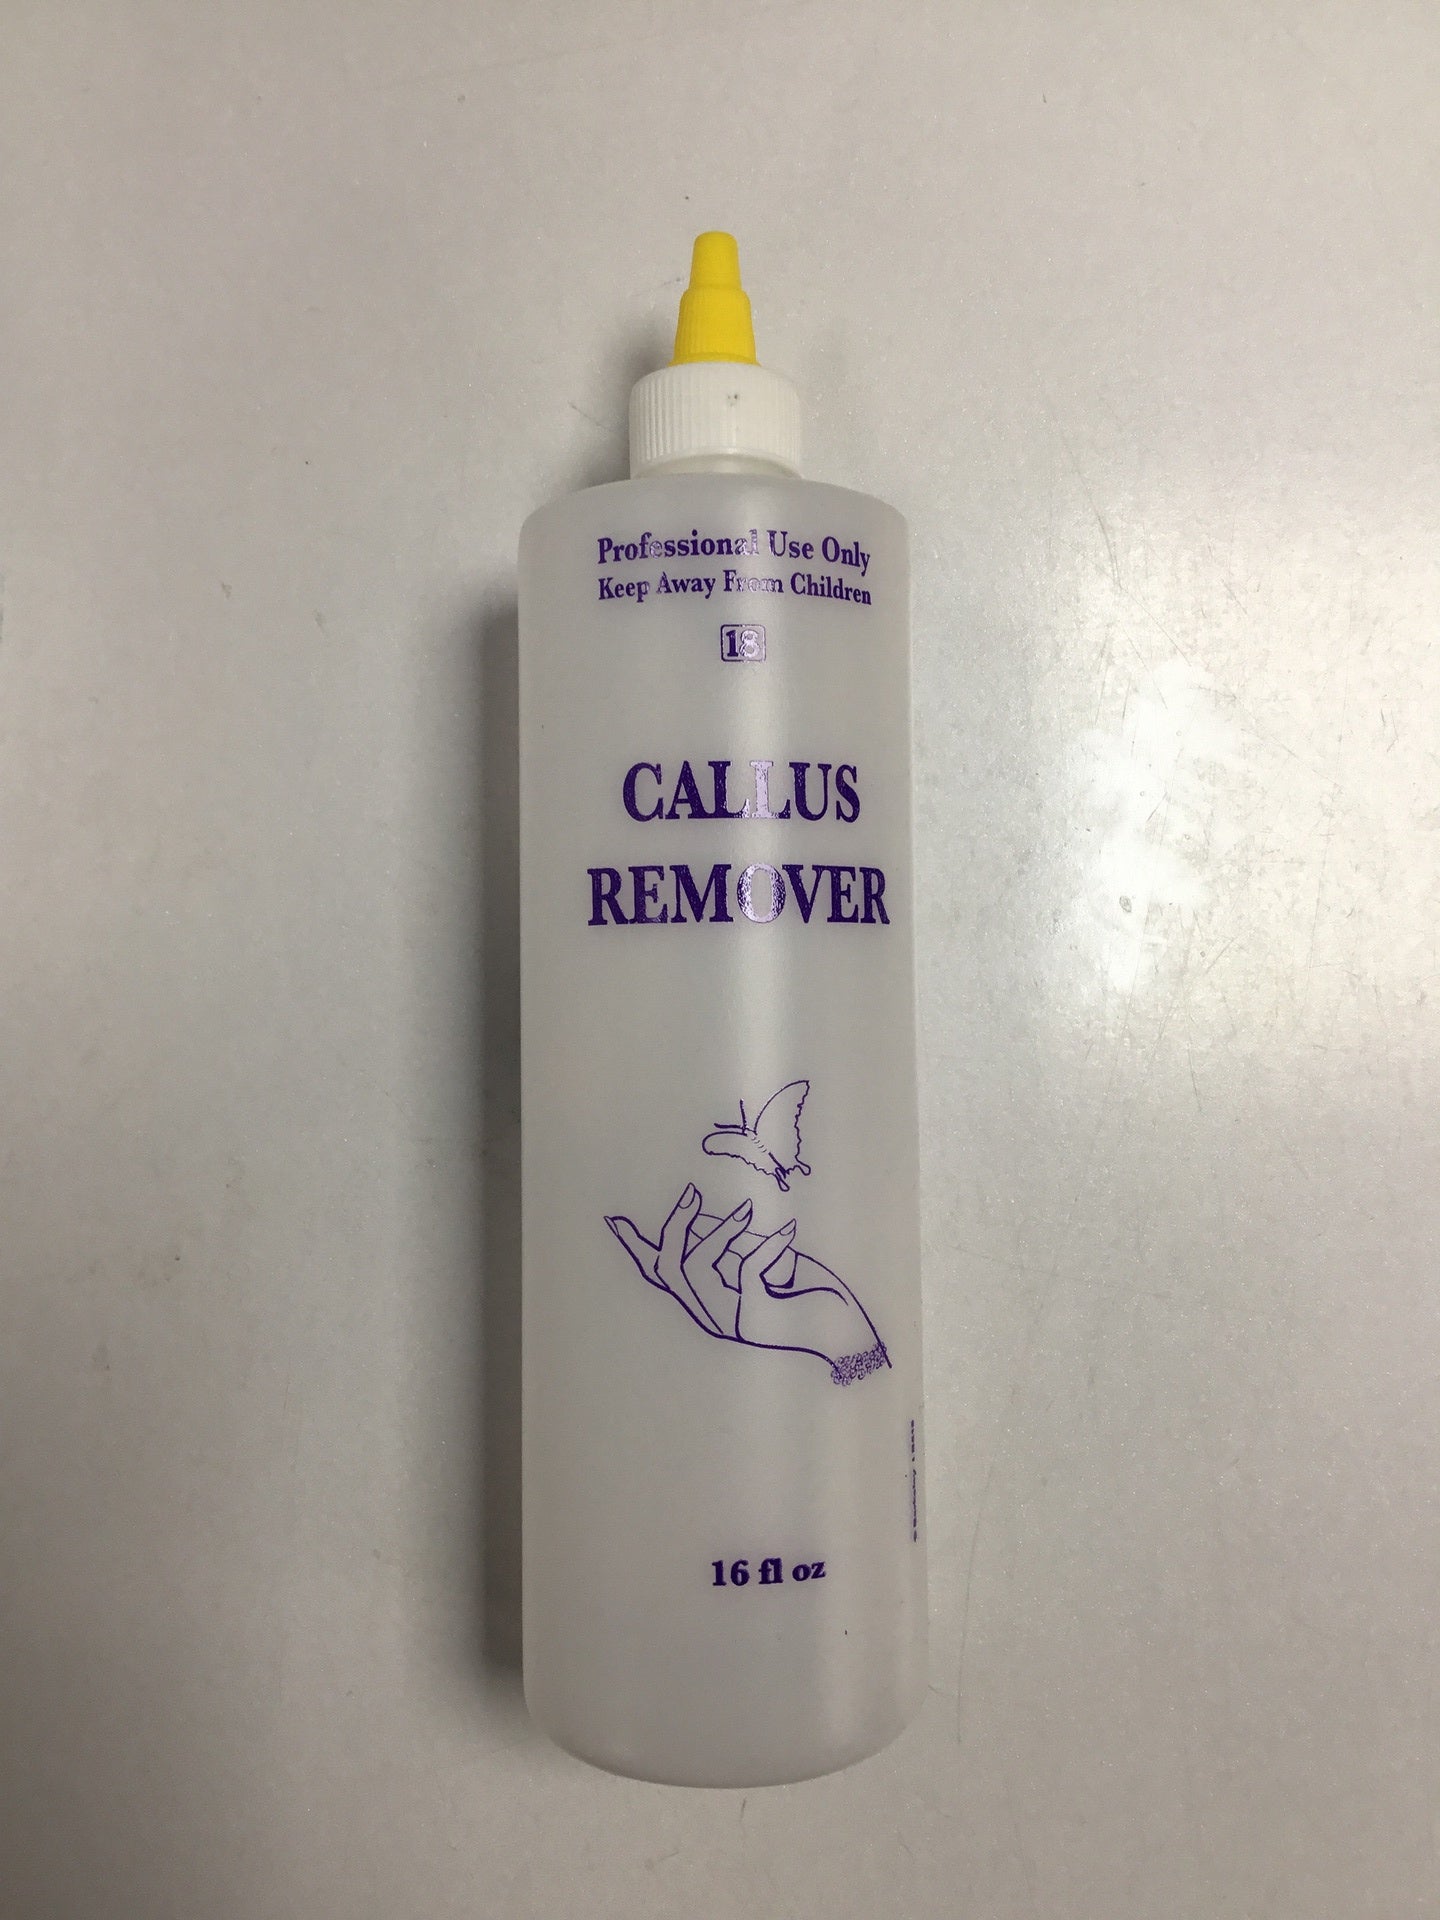 Professional Use Only
Keep Away From Children
18
CALLUS
REMOVER
16 fl oz